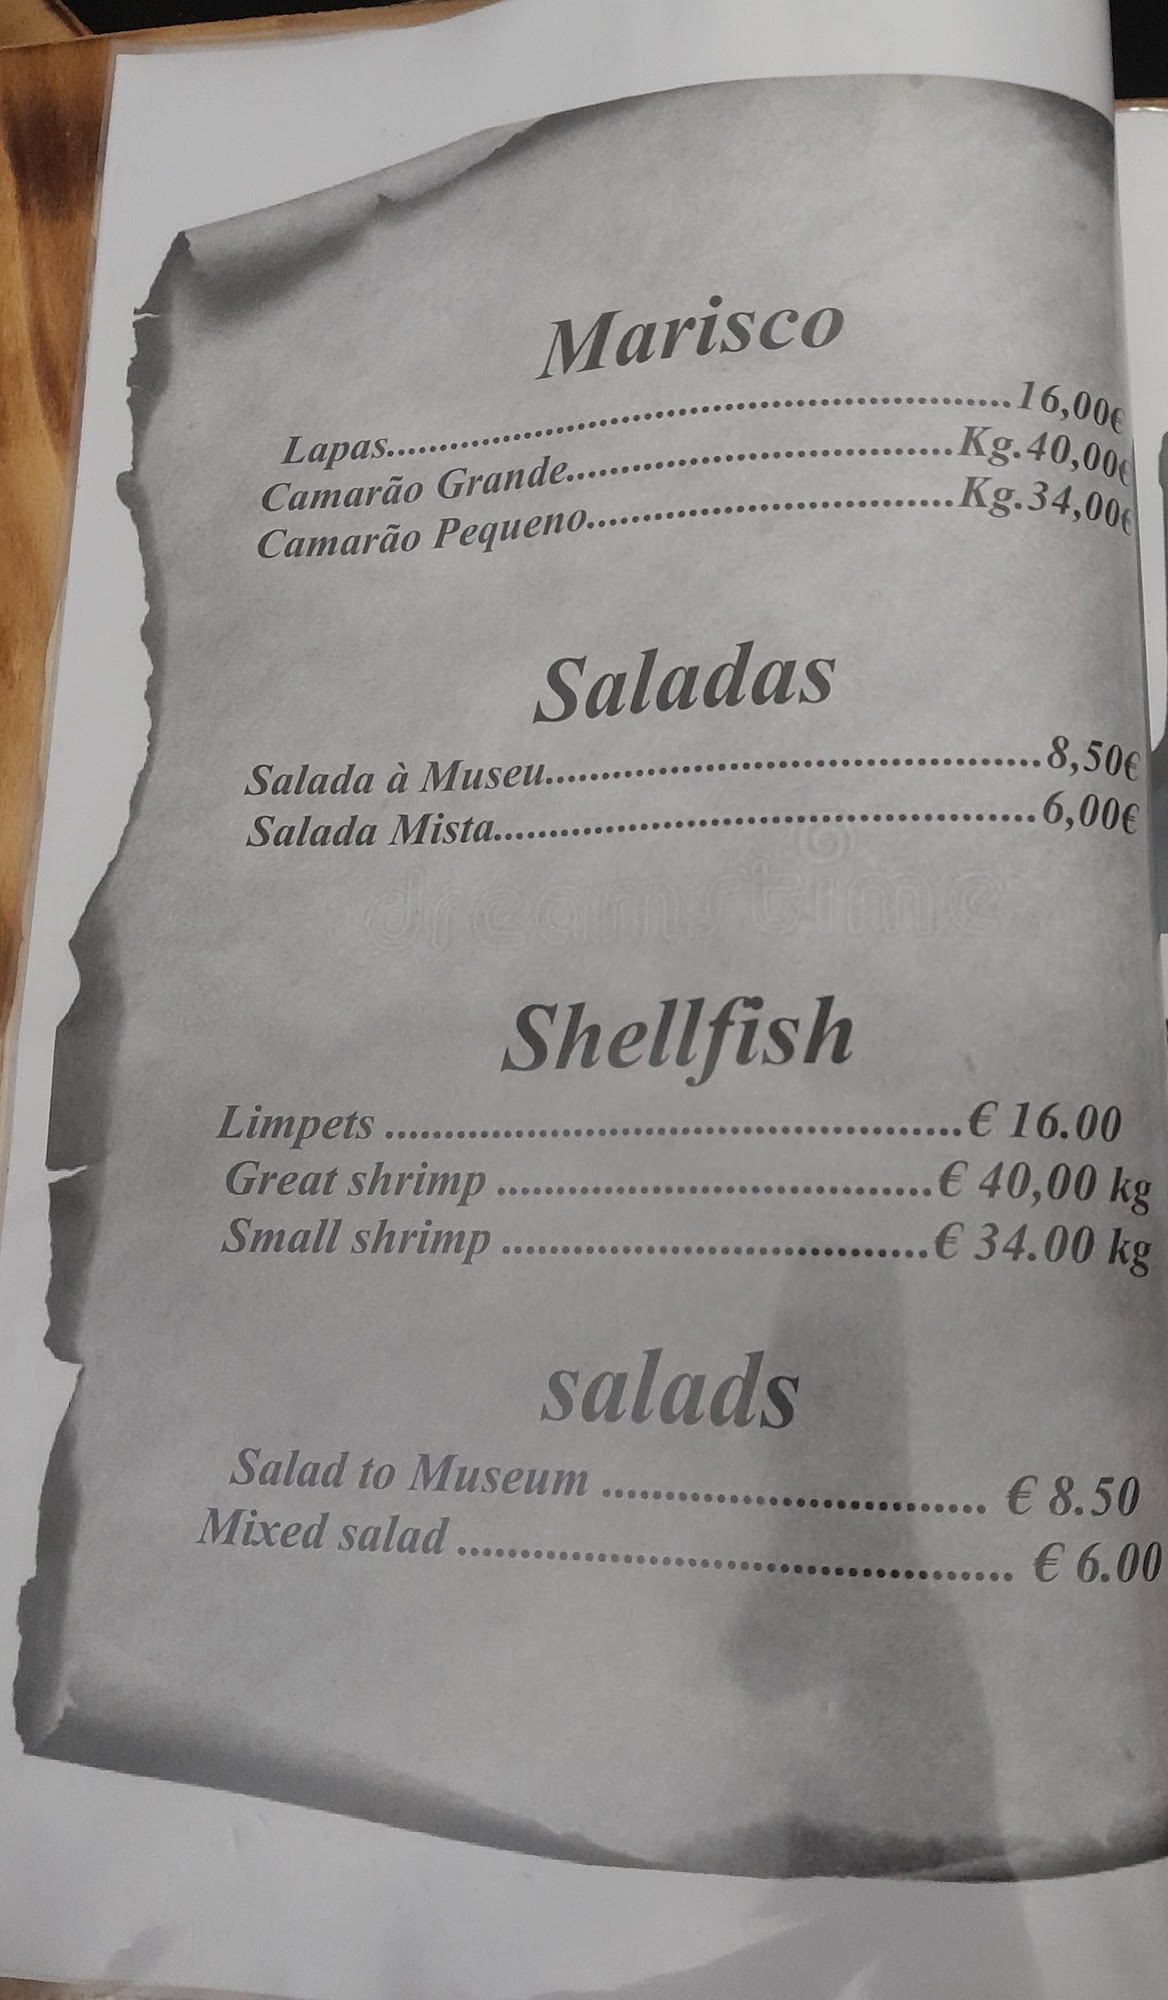 Marisco
Lapas..................................................16,00€
Camarão Grande..................................Kg.40,00€
Camarão Pequeno................................Kg.34,00€
Saladas
Salada à Museu..........................................8,50€
Salada Mista..............................................6,00€
dreamstime
Shellfish
Limpets ..................................................€ 16.00
Great shrimp .....................................€ 40,00 kg
Small shrimp .....................................€ 34.00 kg
salads
Salad to Museum ................................ € 8.50
Mixed salad .............................................. € 6.00